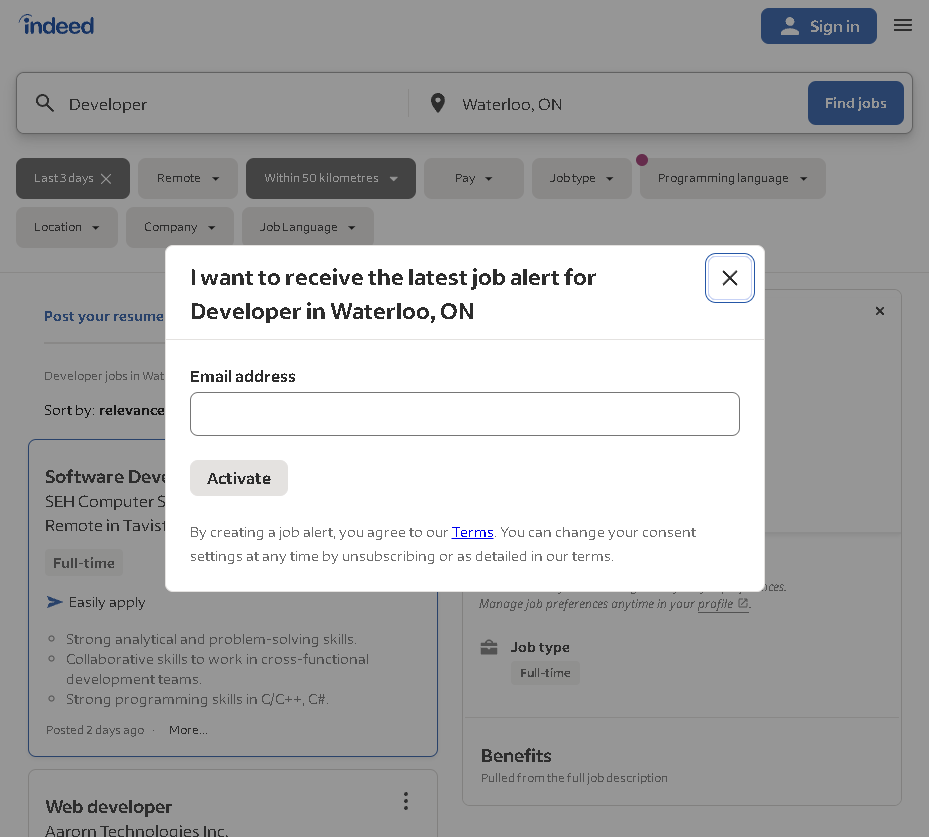 indeed
Sign in
Developer
Waterloo, ON
Find jobs
Last 3 days
Remote
Within 50 kilometres
Pay
Job type
Programming language
Location
Company
Job Language
I want to receive the latest job alert for
Developer in Waterloo, ON
Post your resume
Email address
Developer jobs in Wat
Sort by: relevance
Activate
Software Deve
SEH Computer S
Remote in Tavist
By creating a job alert, you agree to our Terms. You can change your consent
settings at any time by unsubscribing or as detailed in our terms.
Full-time
Easily apply
Manage job preferences anytime in your profile.
Strong analytical and problem-solving skills.
Collaborative skills to work in cross-functional
development teams.
Strong programming skills in C/C++, C#.
Posted 2 days ago · More...
Job type
Full-time
Benefits
Pulled from the full job description
Web developer
Aarorn Technologies Inc.